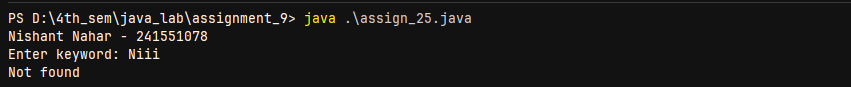 PS D:\4th_sem\java_lab\assignment_9> java .\assign_25.java
Nishant Nahar - 241551078
Enter keyword: Niii
Not found